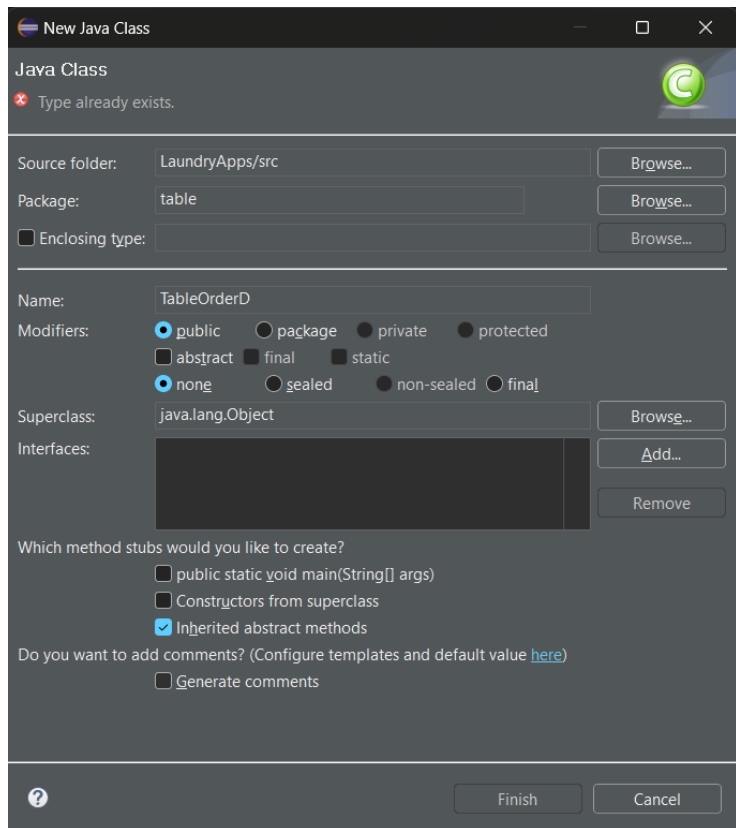 New Java Class
Java Class
Type already exists.
Source folder: LaundryApps/src Browse...
Package: table Browse...
Enclosing type: Browse...
Name: TableOrderD
Modifiers: public package private protected
abstract final static
none sealed non-sealed final
Superclass: java.lang.Object Browse...
Interfaces: Add...
Remove
Which method stubs would you like to create?
public static void main(String[] args)
Constructors from superclass
Inherited abstract methods
Do you want to add comments? (Configure templates and default value here)
Generate comments
? Finish Cancel